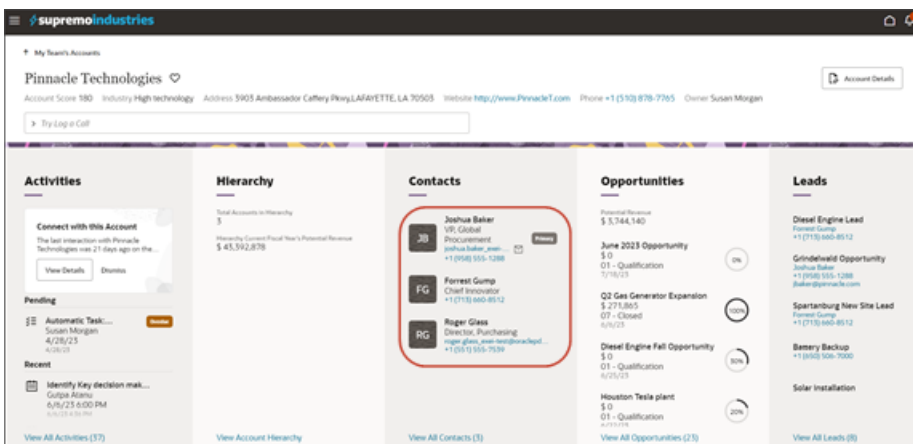 supremoindustries
My Team's Accounts
Pinnacle Technologies
Account Details
Account Score 180 Industry High technology Address 5903 Ambassador Caffery Pkwy,LAFAYETTE, LA 70503 Website http://www.PinnacleT.com Phone +1 (510) 878-7765 Owner Susan Morgan
> Try Log a Call
Activities
Connect with this Account
The last interaction with Pinnacle
Technologies was 21 days ago on the...
View Details Dismiss
Pending
Automatic Task:...
Overdue
Susan Morgan
4/28/23
4/28/23
Recent
Identify Key decision mak...
Gutpa Atanu
6/6/23 6:00 PM
View All Activities (37)
Hierarchy
Total Accounts in Hierarchy
3
Hierarchy Current Fiscal Year's Potential Revenue
$ 43,592,878
View Account Hierarchy
Contacts
JB
Joshua Baker
VP, Global
Procurement
Primary
+1 (958) 555-1288
FG
Forrest Gump
Chief Innovator
+1 (713) 660-8512
RG
Roger Glass
Director, Purchasing
+1 (551) 555-7539
View All Contacts (3)
Opportunities
Potential Revenue
$ 3,744,140
June 2023 Opportunity
$ 0
01 - Qualification
7/18/23
0%
Q2 Gas Generator Expansion
$ 271,865
07 - Closed
6/6/23
100%
Diesel Engine Fall Opportunity
$ 0
01 - Qualification
6/25/23
30%
Houston Tesla plant
$ 0
01 - Qualification
20%
View All Opportunities (23)
Leads
Diesel Engine Lead
Forrest Gump
+1 (713) 660-8512
Grindelwald Opportunity
Joshua Baker
+1 (958) 555-1288
jbaker@pinnacle.com
Spartanburg New Site Lead
Forrest Gump
+1 (713) 660-8512
Bamery Backup
+1 (650) 506-7000
Solar Installation
View All Leads (8)